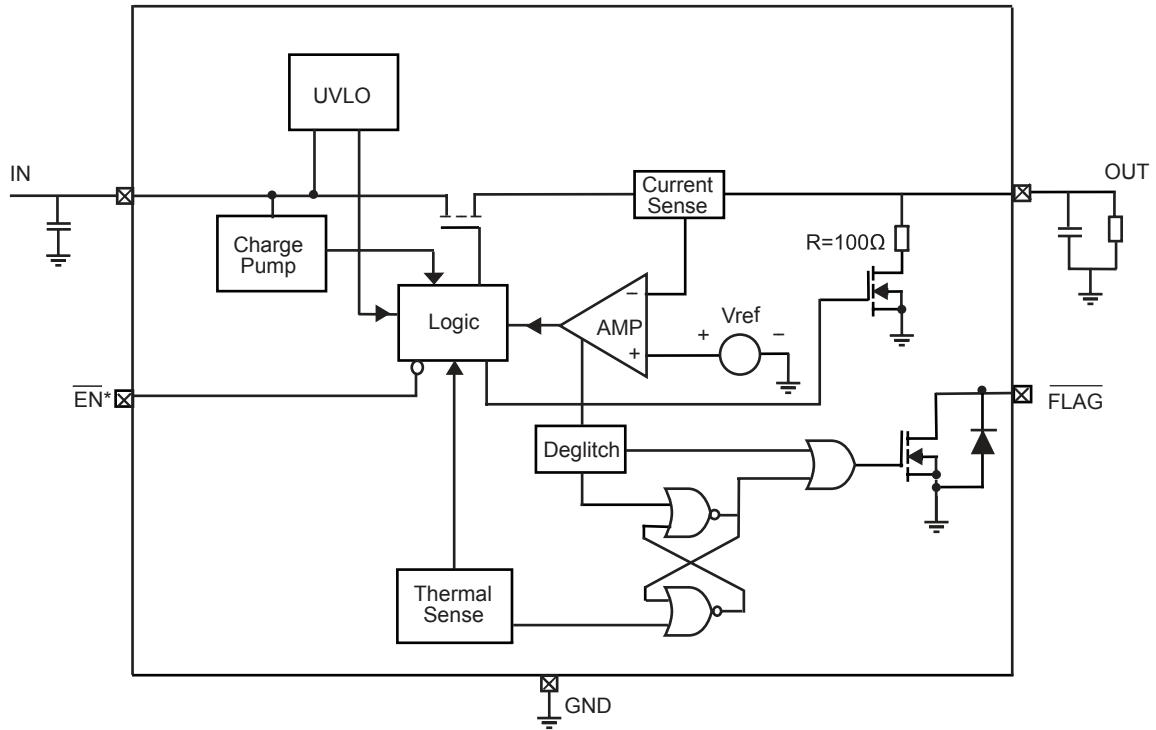 UVLO
IN
OUT
Current
Sense
Charge
Pump
R=100Ω
Logic
AMP
−
+
+
Vref
−
EN*
FLAG
Deglitch
Thermal
Sense
GND